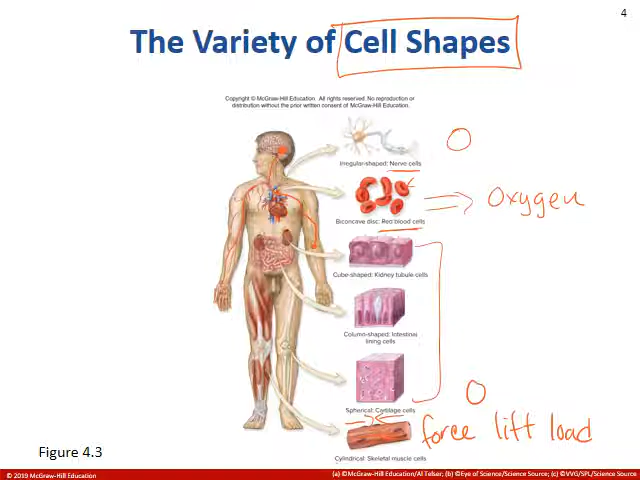 4
The Variety of Cell Shapes
Copyright © McGraw-Hill Education. All rights reserved. No reproduction or
distribution without the prior written consent of McGraw-Hill Education.
Irregular-shaped: Nerve cells
Biconcave disc: Red blood cells
Oxygen
Cube-shaped: Kidney tubule cells
Column-shaped: Intestinal
lining cells
Spherical: Cartilage cells
force lift load
Cylindrical: Skeletal muscle cells
Figure 4.3
© 2019 McGraw-Hill Education
(a) ©McGraw-Hill Education/Al Telser; (b) ©Eye of Science/Science Source; (c) ©VVG/SPL/Science Source